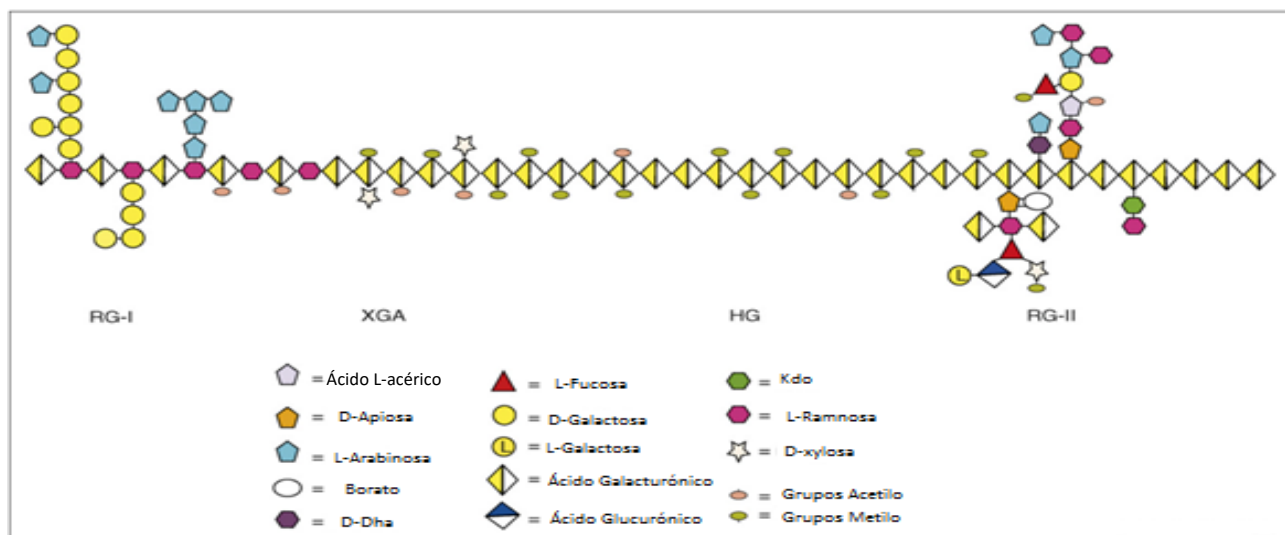 L
RG-I XGA HG RG-II
= Ácido L-acérico
= D-Apiosa
= L-Arabinosa
= Borato
= D-Dha
= L-Fucosa
= D-Galactosa
L = L-Galactosa
= Ácido Galacturónico
= Ácido Glucurónico
= Kdo
= L-Ramnosa
= D-xylosa
= Grupos Acetilo
= Grupos Metilo